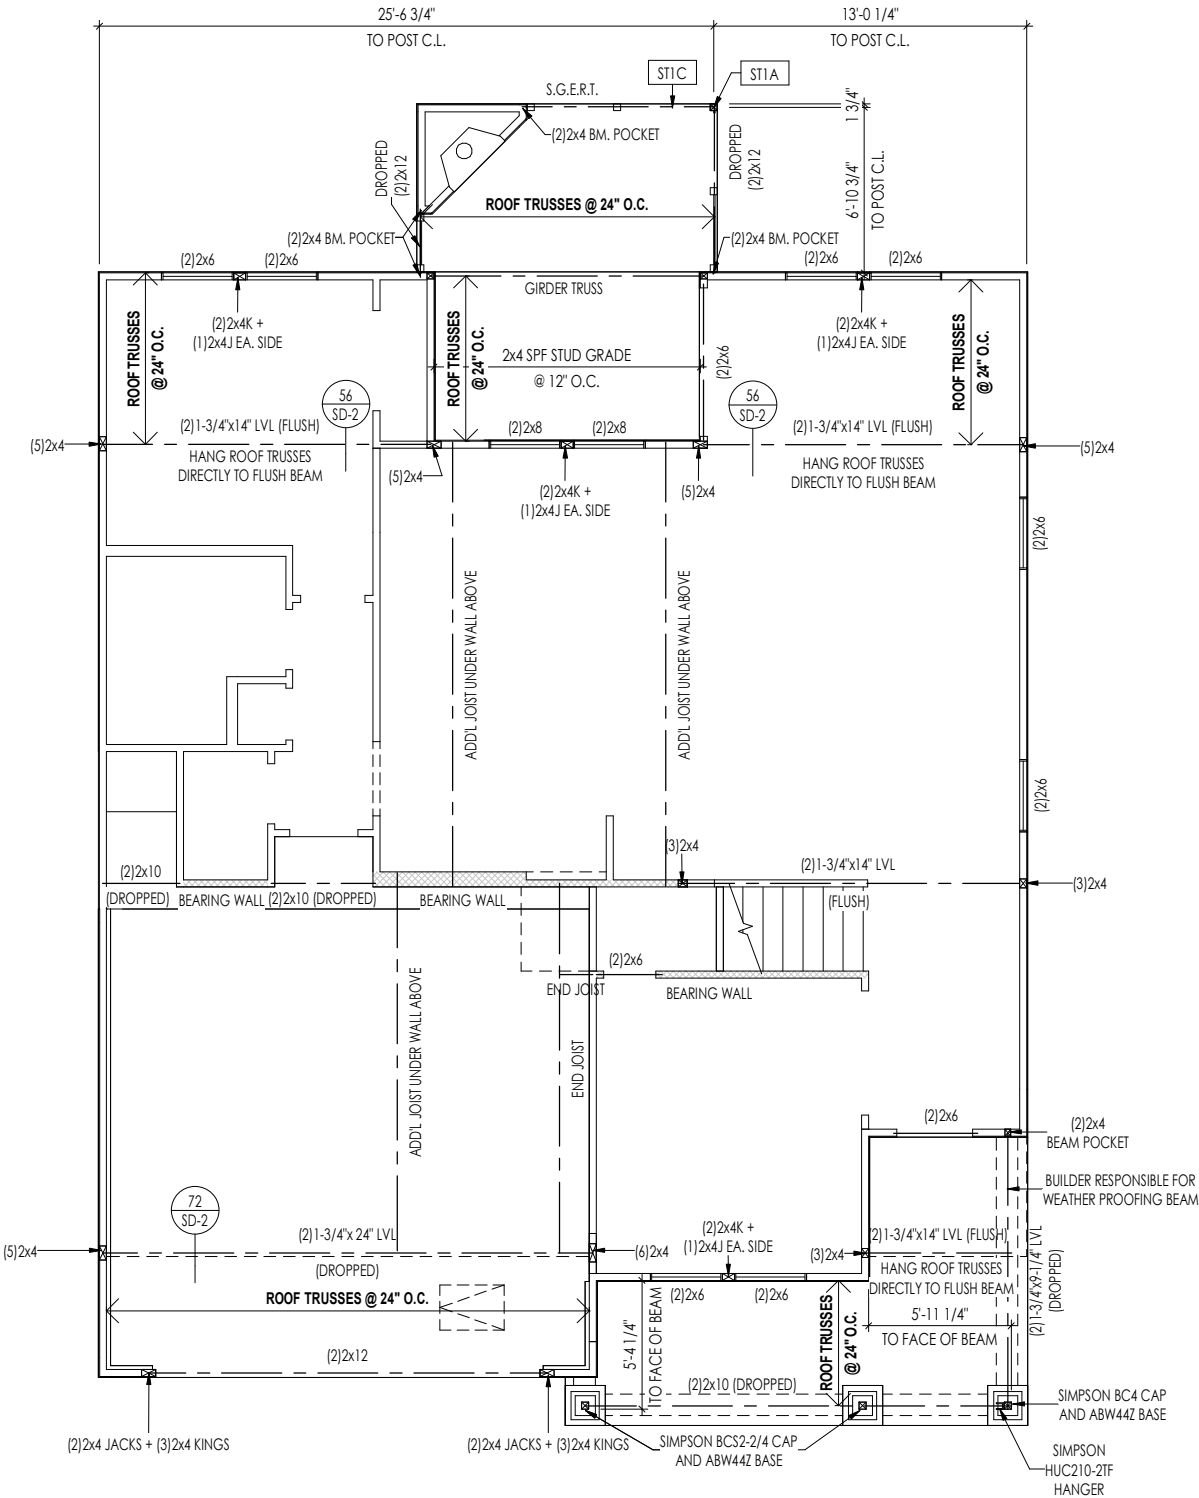 25'-6 3/4"
13'-0 1/4"
TO POST C.L.
TO POST C.L.
ST1C
ST1A
S.G.E.R.T.
1 3/4"
(2)2x4 BM. POCKET
DROPPED
(2)2x12
DROPPED
(2)2x12
6'-10 3/4"
TO POST C.L.
ROOF TRUSSES @ 24" O.C.
(2)2x4 BM. POCKET
(2)2x4 BM. POCKET
(2)2x6
(2)2x6
(2)2x6
(2)2x6
GIRDER TRUSS
ROOF TRUSSES
@ 24" O.C.
(2)2x4K +
(1)2x4J EA. SIDE
ROOF TRUSSES
@ 24" O.C.
2x4 SPF STUD GRADE
@ 12" O.C.
(2)2x6
(2)2x4K +
(1)2x4J EA. SIDE
ROOF TRUSSES
@ 24" O.C.
56
SD-2
56
SD-2
(2)1-3/4"x14" LVL (FLUSH)
(2)2x8
(2)2x8
(2)1-3/4"x14" LVL (FLUSH)
(5)2x4
HANG ROOF TRUSSES
DIRECTLY TO FLUSH BEAM
(5)2x4
(2)2x4K +
(1)2x4J EA. SIDE
(5)2x4
HANG ROOF TRUSSES
DIRECTLY TO FLUSH BEAM
(5)2x4
(2)2x6
ADD'L JOIST UNDER WALL ABOVE
ADD'L JOIST UNDER WALL ABOVE
(2)2x6
(3)2x4
(2)1-3/4"x14" LVL
(2)2x10
(3)2x4
(DROPPED)
BEARING WALL
(2)2x10 (DROPPED)
BEARING WALL
(FLUSH)
(2)2x6
END JOIST
BEARING WALL
ADD'L JOIST UNDER WALL ABOVE
END JOIST
(2)2x6
(2)2x4
BEAM POCKET
BUILDER RESPONSIBLE FOR
WEATHER PROOFING BEAM
72
SD-2
(2)1-3/4"x 24" LVL
(5)2x4
(DROPPED)
(6)2x4
(2)2x4K +
(1)2x4J EA. SIDE
(3)2x4
(2)1-3/4"x14" LVL (FLUSH)
HANG ROOF TRUSSES
DIRECTLY TO FLUSH BEAM
(2)1-3/4"x9-1/4" LVL
(DROPPED)
ROOF TRUSSES @ 24" O.C.
(2)2x6
(2)2x6
5'-11 1/4"
TO FACE OF BEAM
5'-4 1/4"
TO FACE OF BEAM
ROOF TRUSSES
@ 24" O.C.
(2)2x12
(2)2x10 (DROPPED)
SIMPSON BC4 CAP
AND ABW44Z BASE
(2)2x4 JACKS + (3)2x4 KINGS
(2)2x4 JACKS + (3)2x4 KINGS
SIMPSON BCS2-2/4 CAP
AND ABW44Z BASE
SIMPSON
HUC210-2TF
HANGER